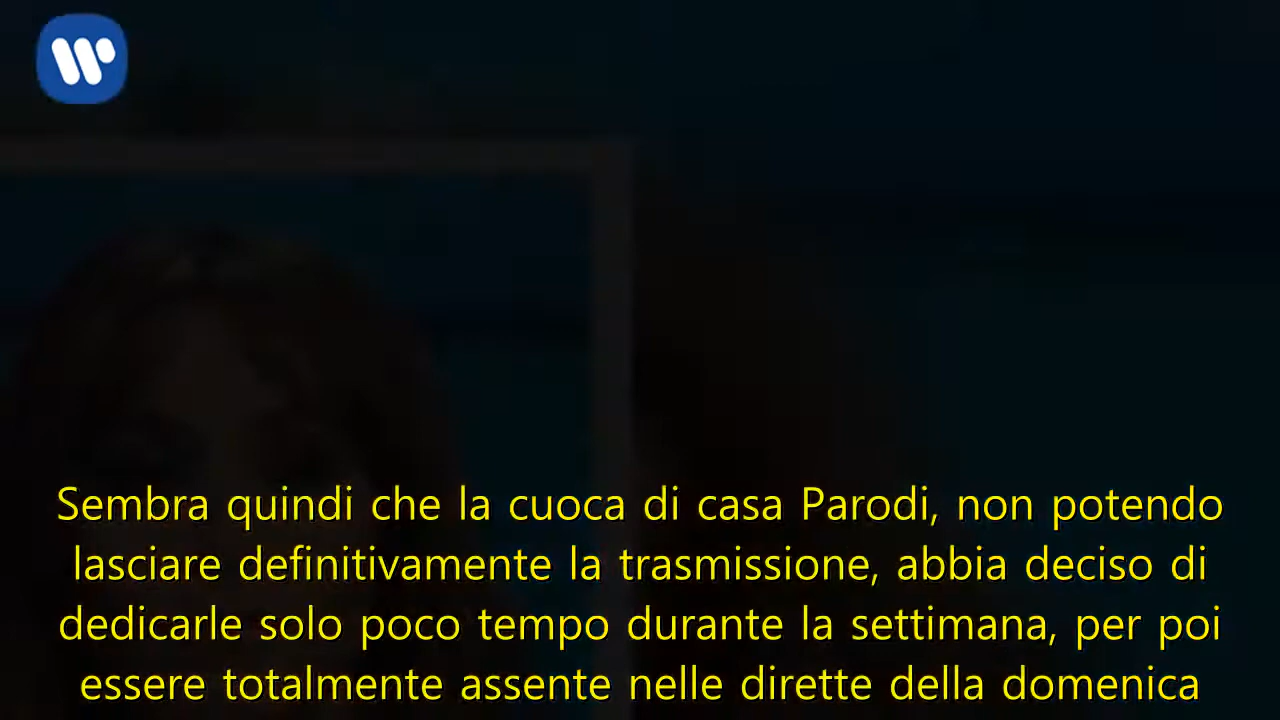 Sembra quindi che la cuoca di casa Parodi, non potendo
lasciare definitivamente la trasmissione, abbia deciso di
dedicarle solo poco tempo durante la settimana, per poi
essere totalmente assente nelle dirette della domenica